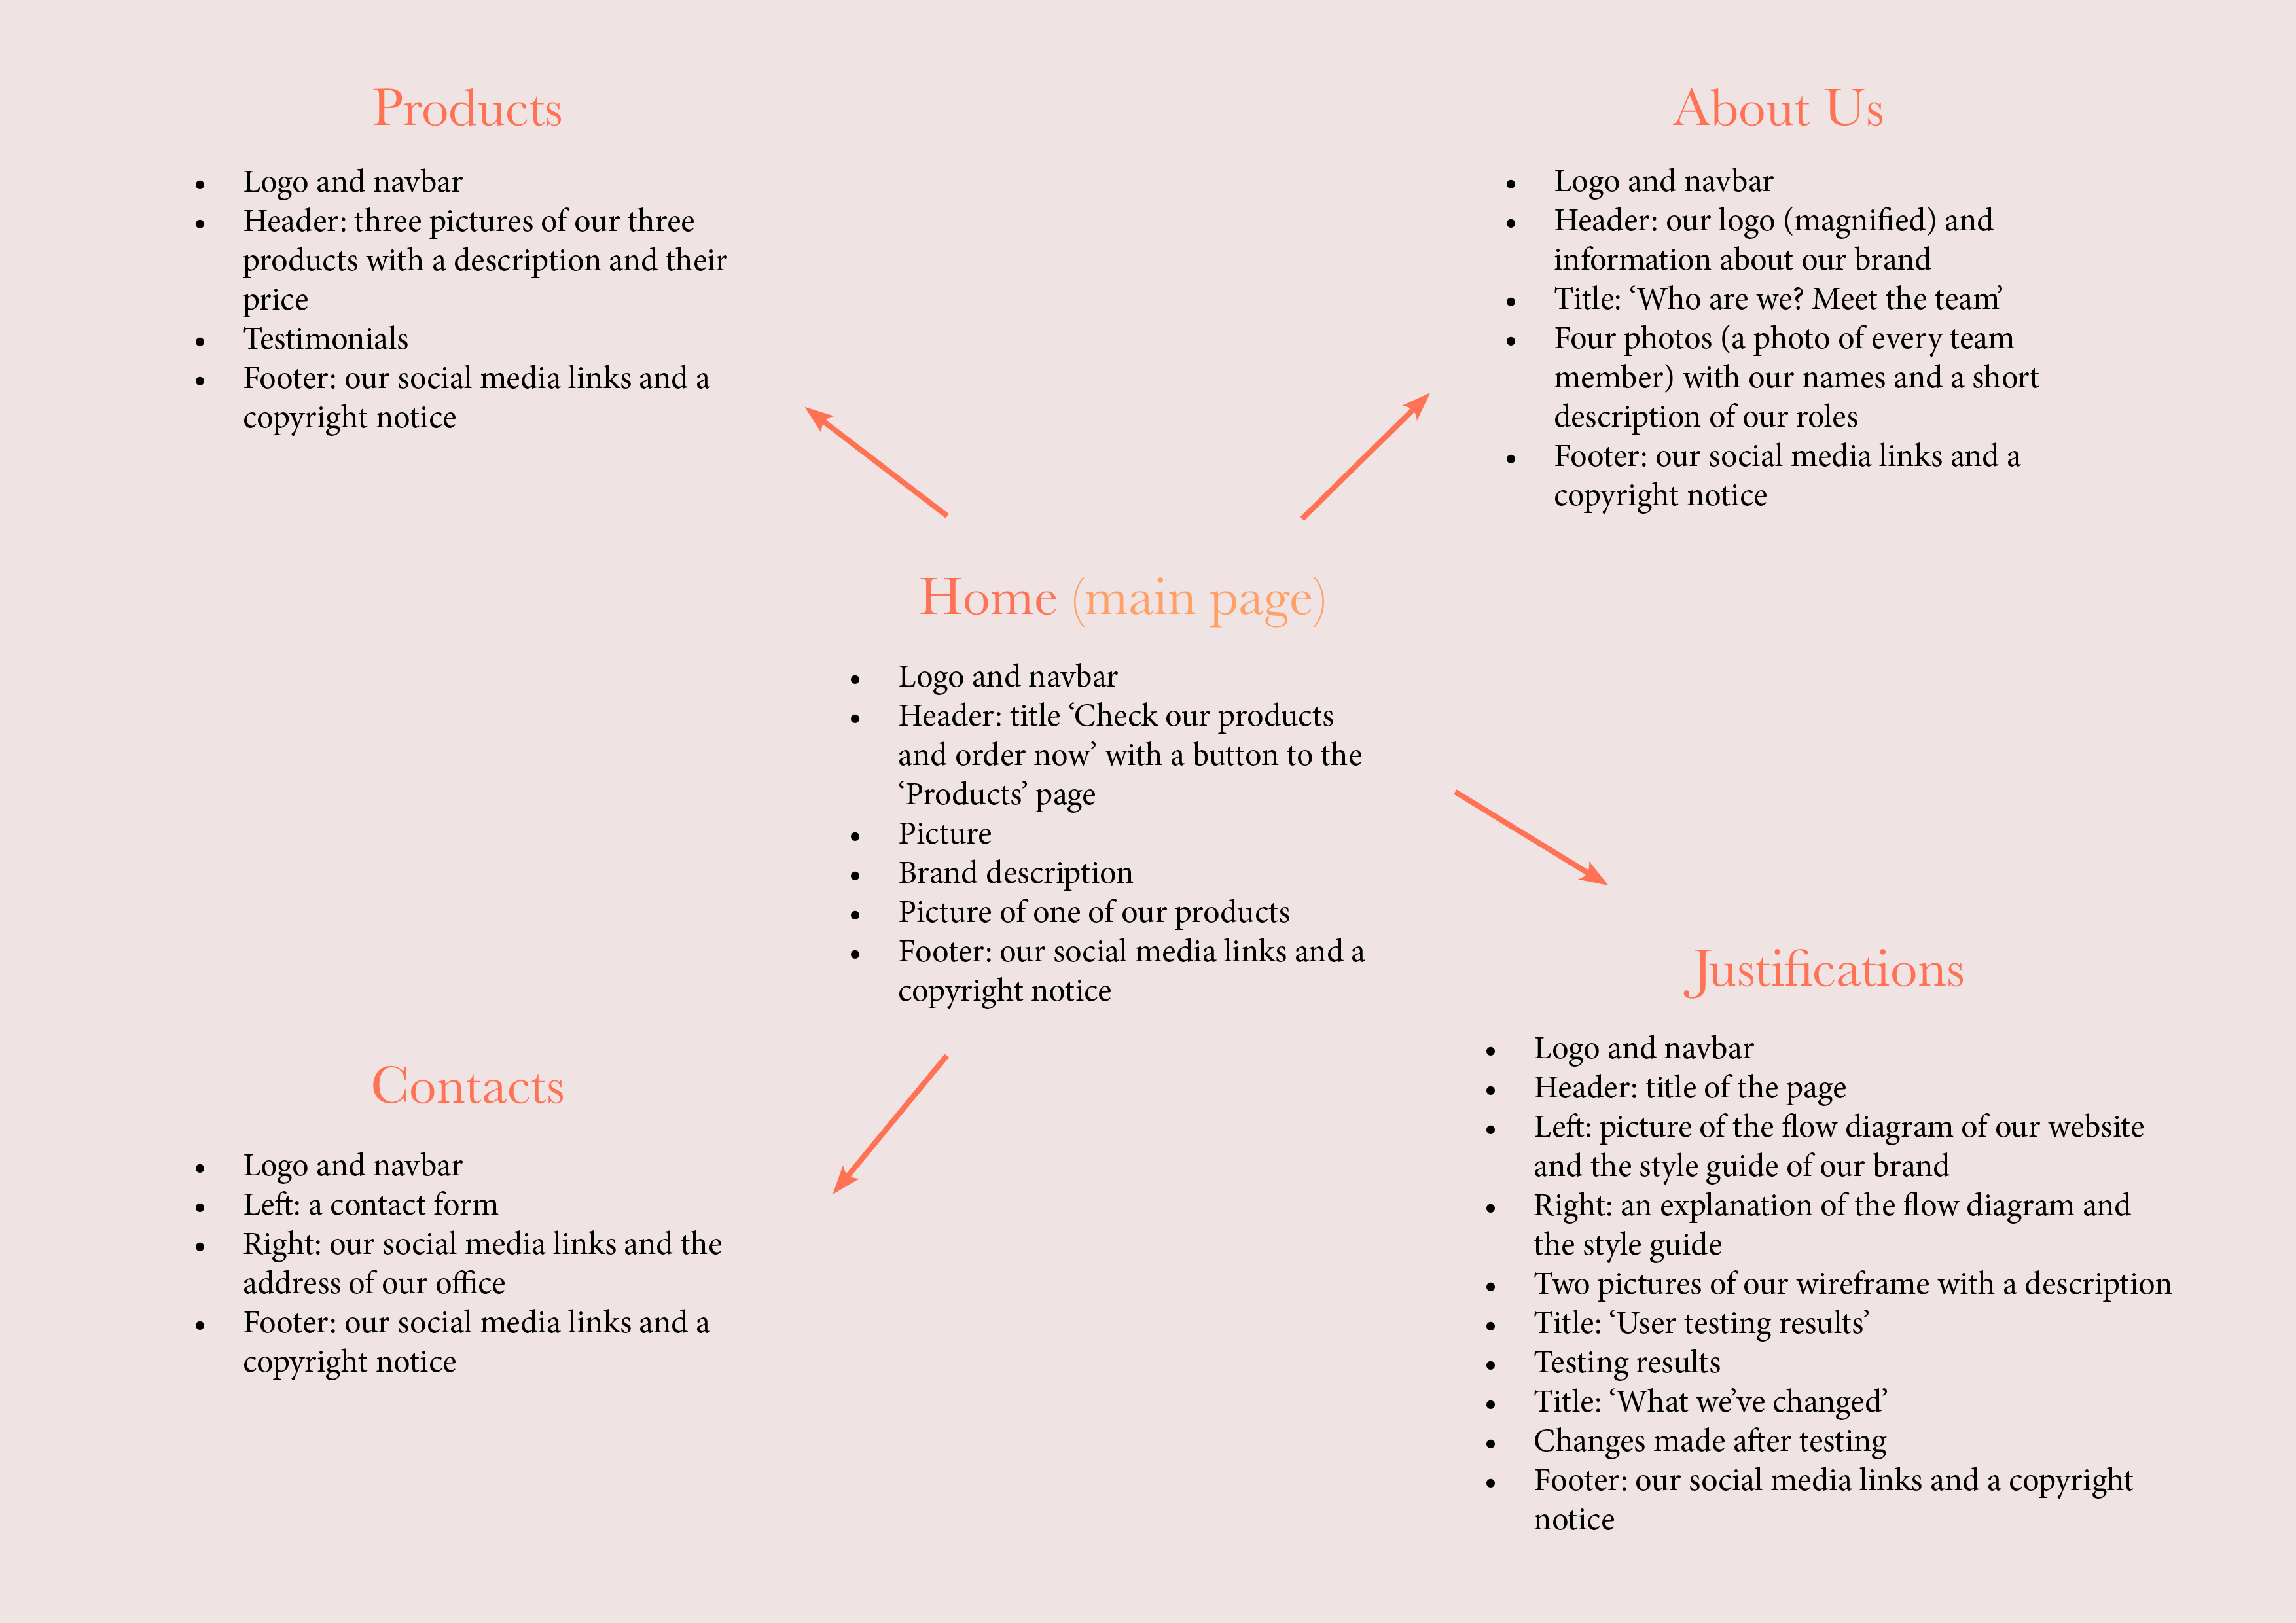 Products
• Logo and navbar
• Header: three pictures of our three
products with a description and their
price
• Testimonials
• Footer: our social media links and a
copyright notice
About Us
• Logo and navbar
• Header: our logo (magnified) and
information about our brand
• Title: ‘Who are we? Meet the team’
• Four photos (a photo of every team
member) with our names and a short
description of our roles
• Footer: our social media links and a
copyright notice
Home (main page)
• Logo and navbar
• Header: title ‘Check our products
and order now’ with a button to the
‘Products’ page
• Picture
• Brand description
• Picture of one of our products
• Footer: our social media links and a
copyright notice
Contacts
• Logo and navbar
• Left: a contact form
• Right: our social media links and the
address of our office
• Footer: our social media links and a
copyright notice
Justifications
• Logo and navbar
• Header: title of the page
• Left: picture of the flow diagram of our website
and the style guide of our brand
• Right: an explanation of the flow diagram and
the style guide
• Two pictures of our wireframe with a description
• Title: ‘User testing results’
• Testing results
• Title: ‘What we’ve changed’
• Changes made after testing
• Footer: our social media links and a copyright
notice